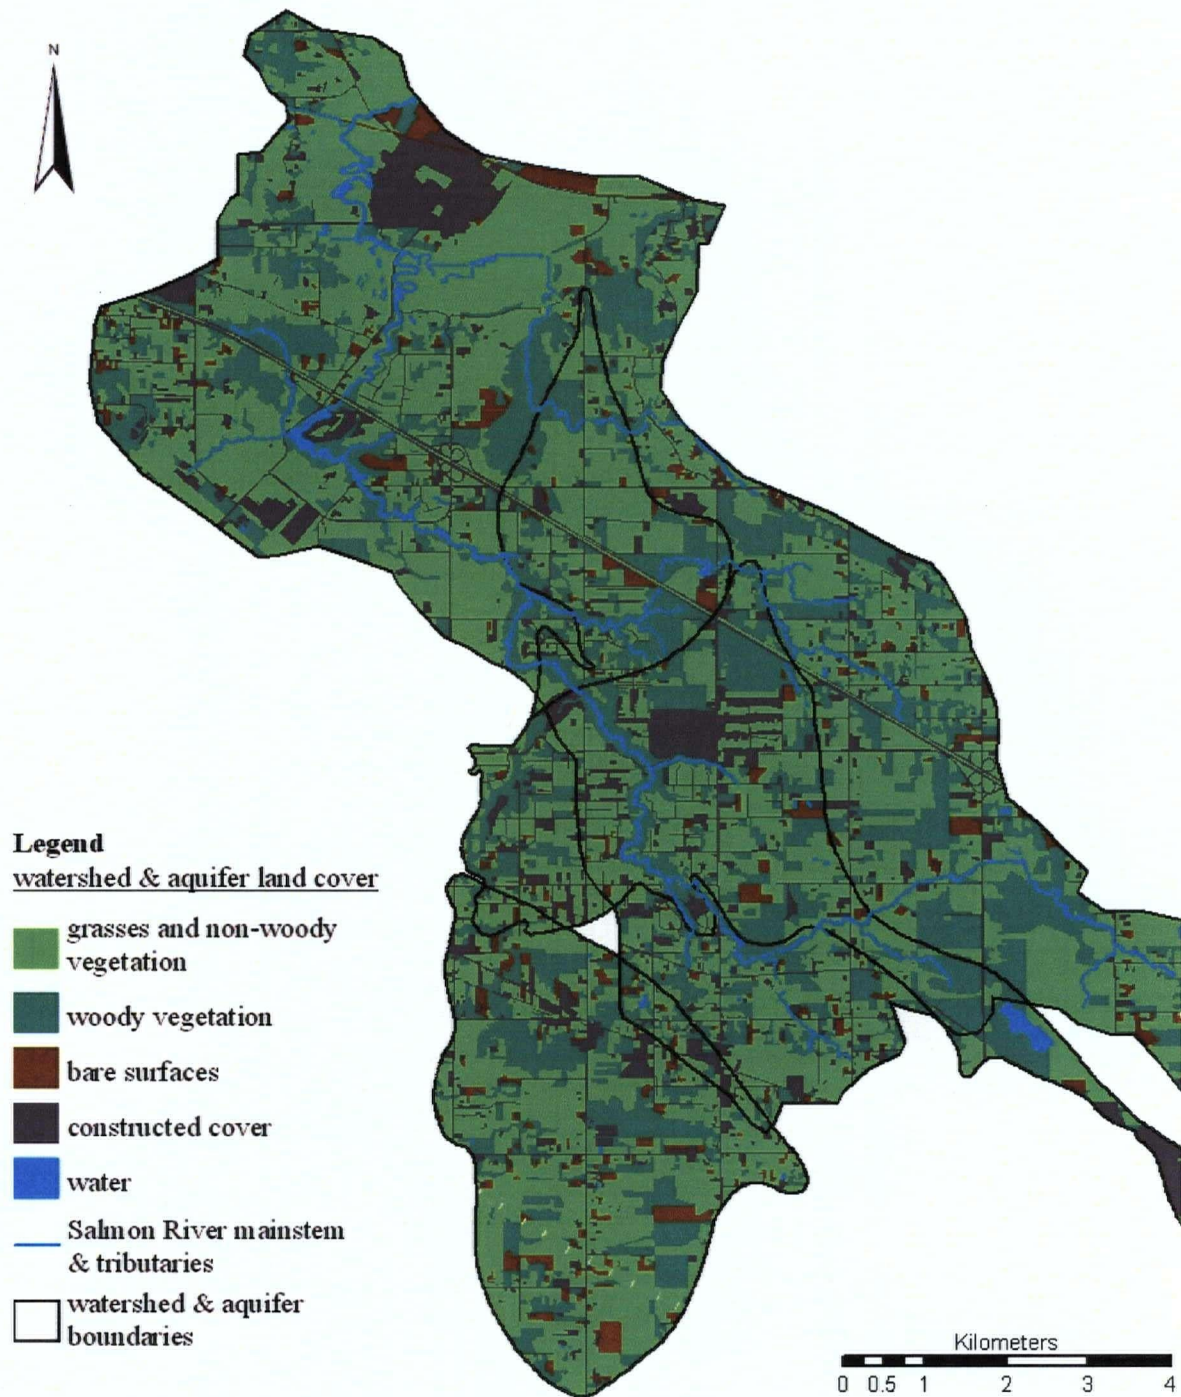 N
Legend
watershed & aquifer land cover
grasses and non-woody
vegetation
woody vegetation
bare surfaces
constructed cover
water
Salmon River mainstem
& tributaries
watershed & aquifer
boundaries
Kilometers
0 0.5 1 2 3 4